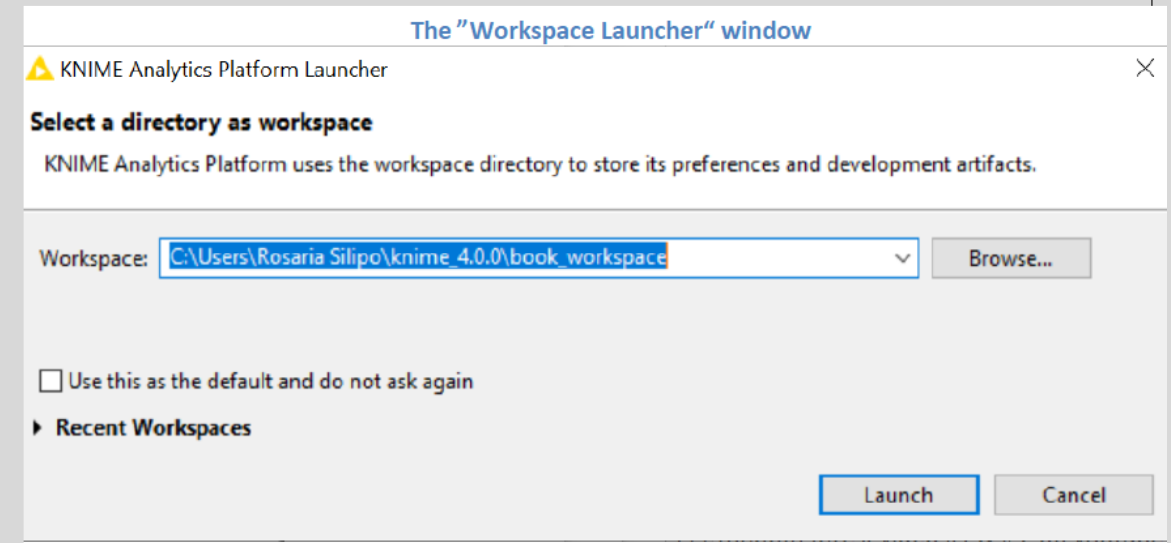 The ”Workspace Launcher“ window
KNIME Analytics Platform Launcher
Select a directory as workspace
KNIME Analytics Platform uses the workspace directory to store its preferences and development artifacts.
Workspace: C:\Users\Rosaria Silipo\knime_4.0.0\book_workspace Browse...
Use this as the default and do not ask again
Recent Workspaces
Launch Cancel